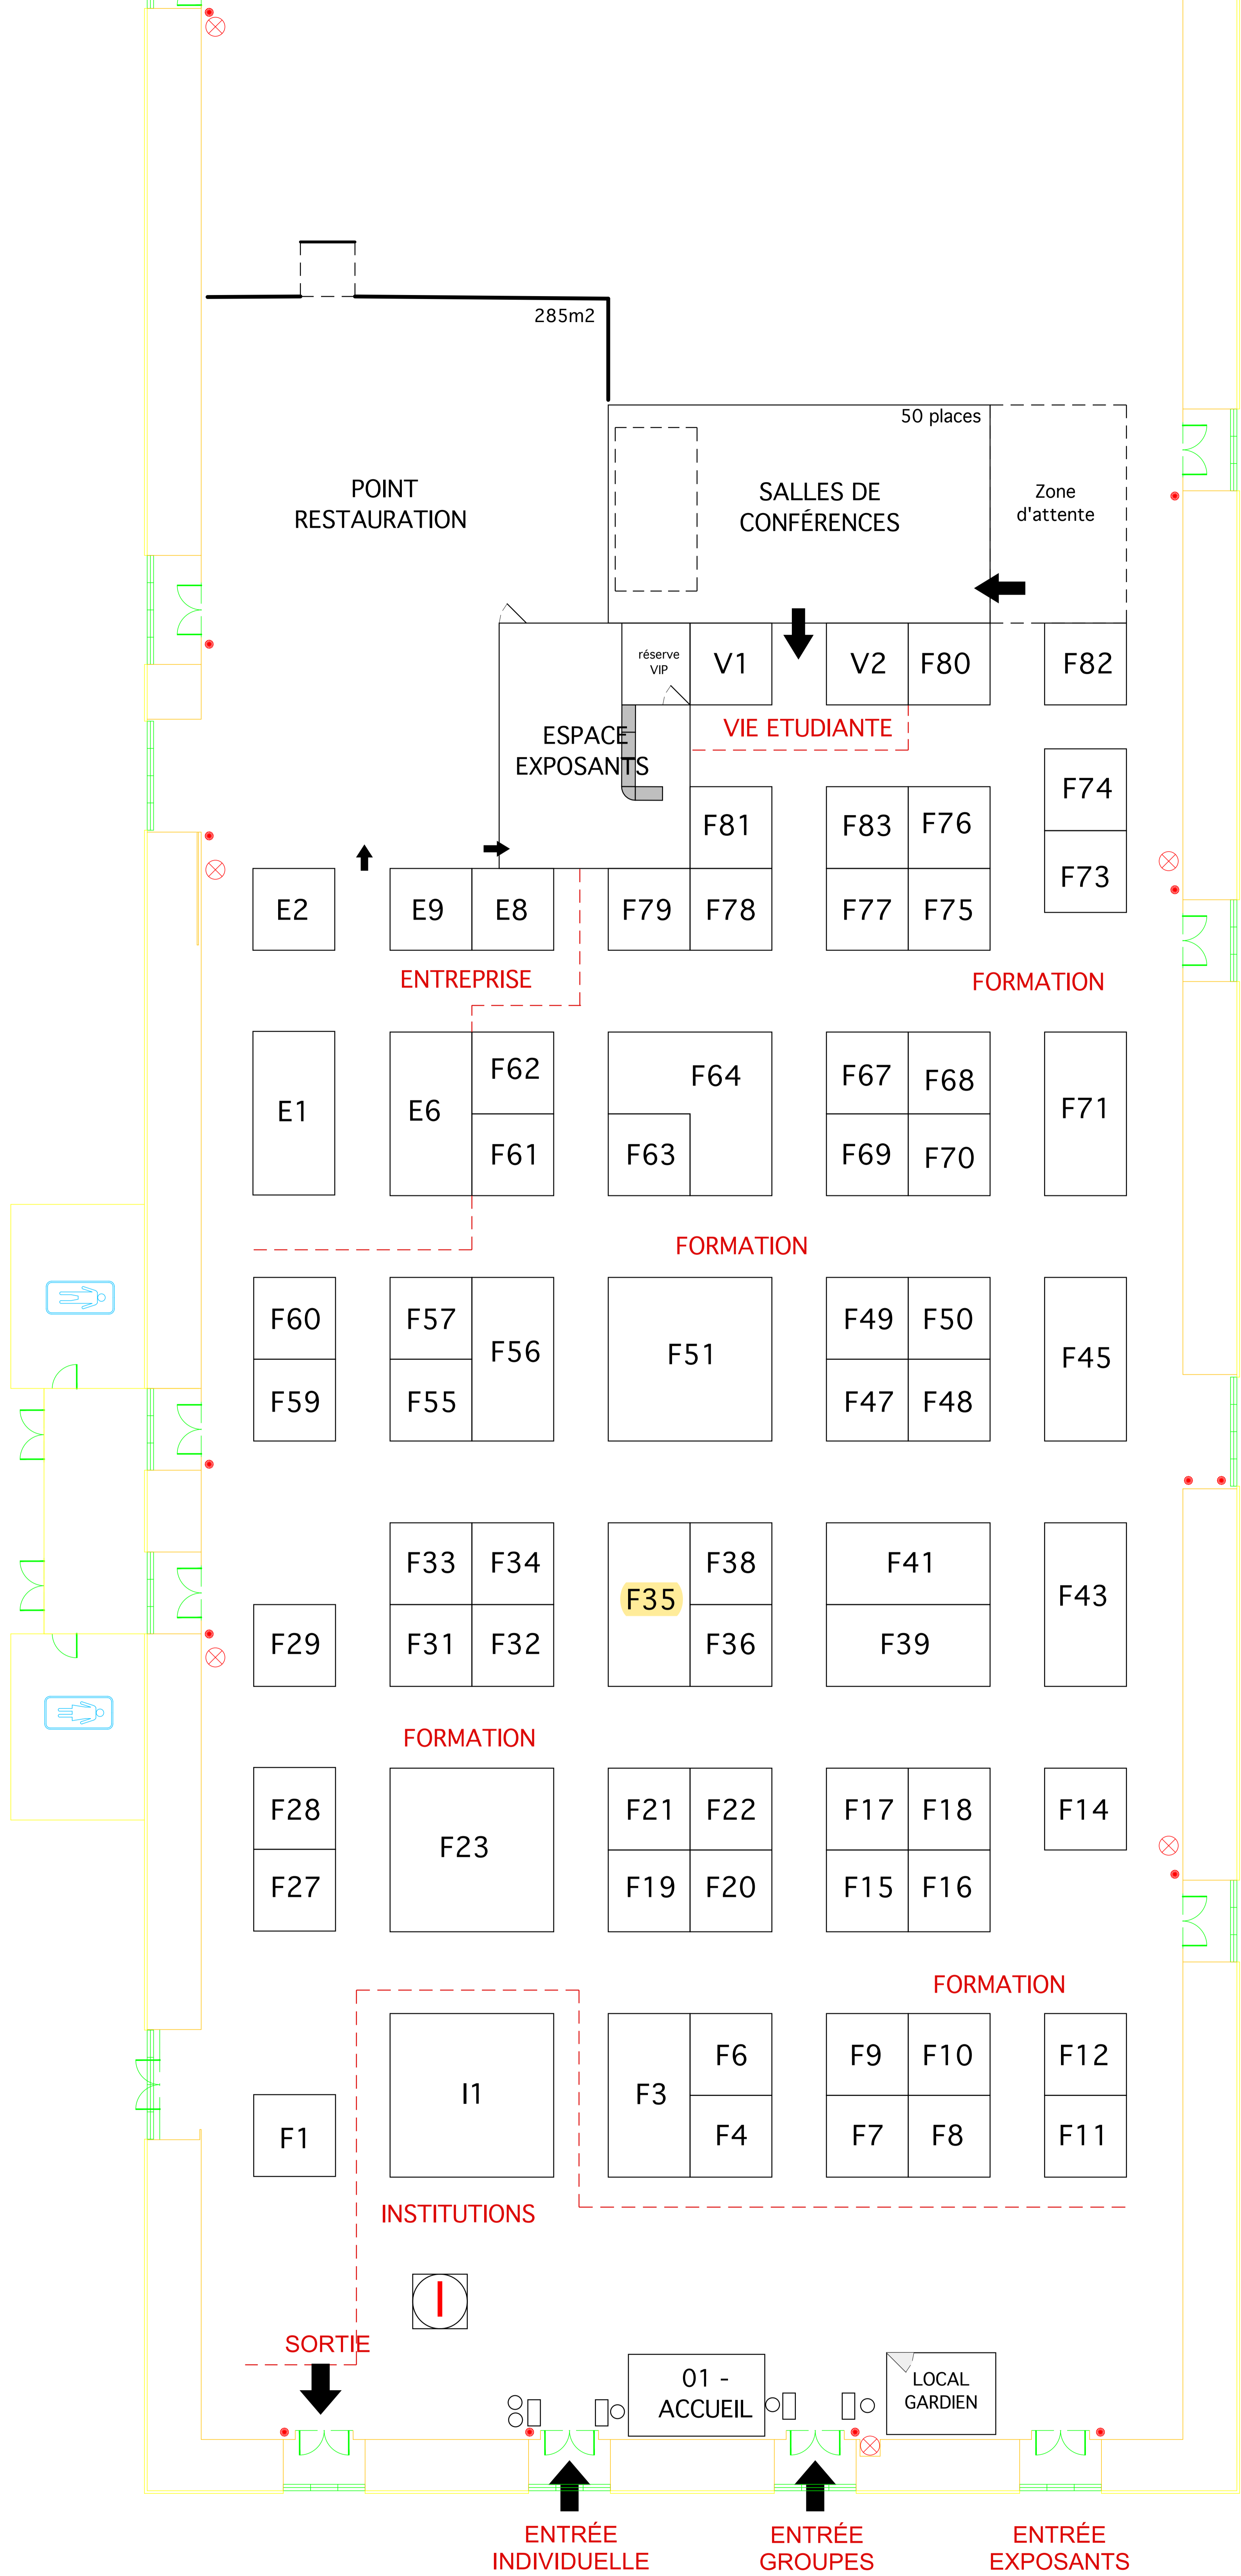 285m2
50 places
POINT
RESTAURATION
SALLES DE
CONFÉRENCES
Zone
d'attente
réserve
VIP
V1
V2
F80
F82
VIE ETUDIANTE
ESPACE
EXPOSANTS
F74
F81
F83
F76
F73
E2
E9
E8
F79
F78
F77
F75
ENTREPRISE
FORMATION
E1
E6
F62
F64
F67
F68
F71
F61
F63
F69
F70
FORMATION
F60
F57
F56
F51
F49
F50
F45
F59
F55
F47
F48
F33
F34
F35
F38
F41
F43
F29
F31
F32
F36
F39
FORMATION
F28
F23
F21
F22
F17
F18
F14
F27
F19
F20
F15
F16
FORMATION
I1
F3
F6
F9
F10
F12
F1
F4
F7
F8
F11
INSTITUTIONS
I
SORTIE
01 -
ACCUEIL
LOCAL
GARDIEN
ENTRÉE
INDIVIDUELLE
ENTRÉE
GROUPES
ENTRÉE
EXPOSANTS